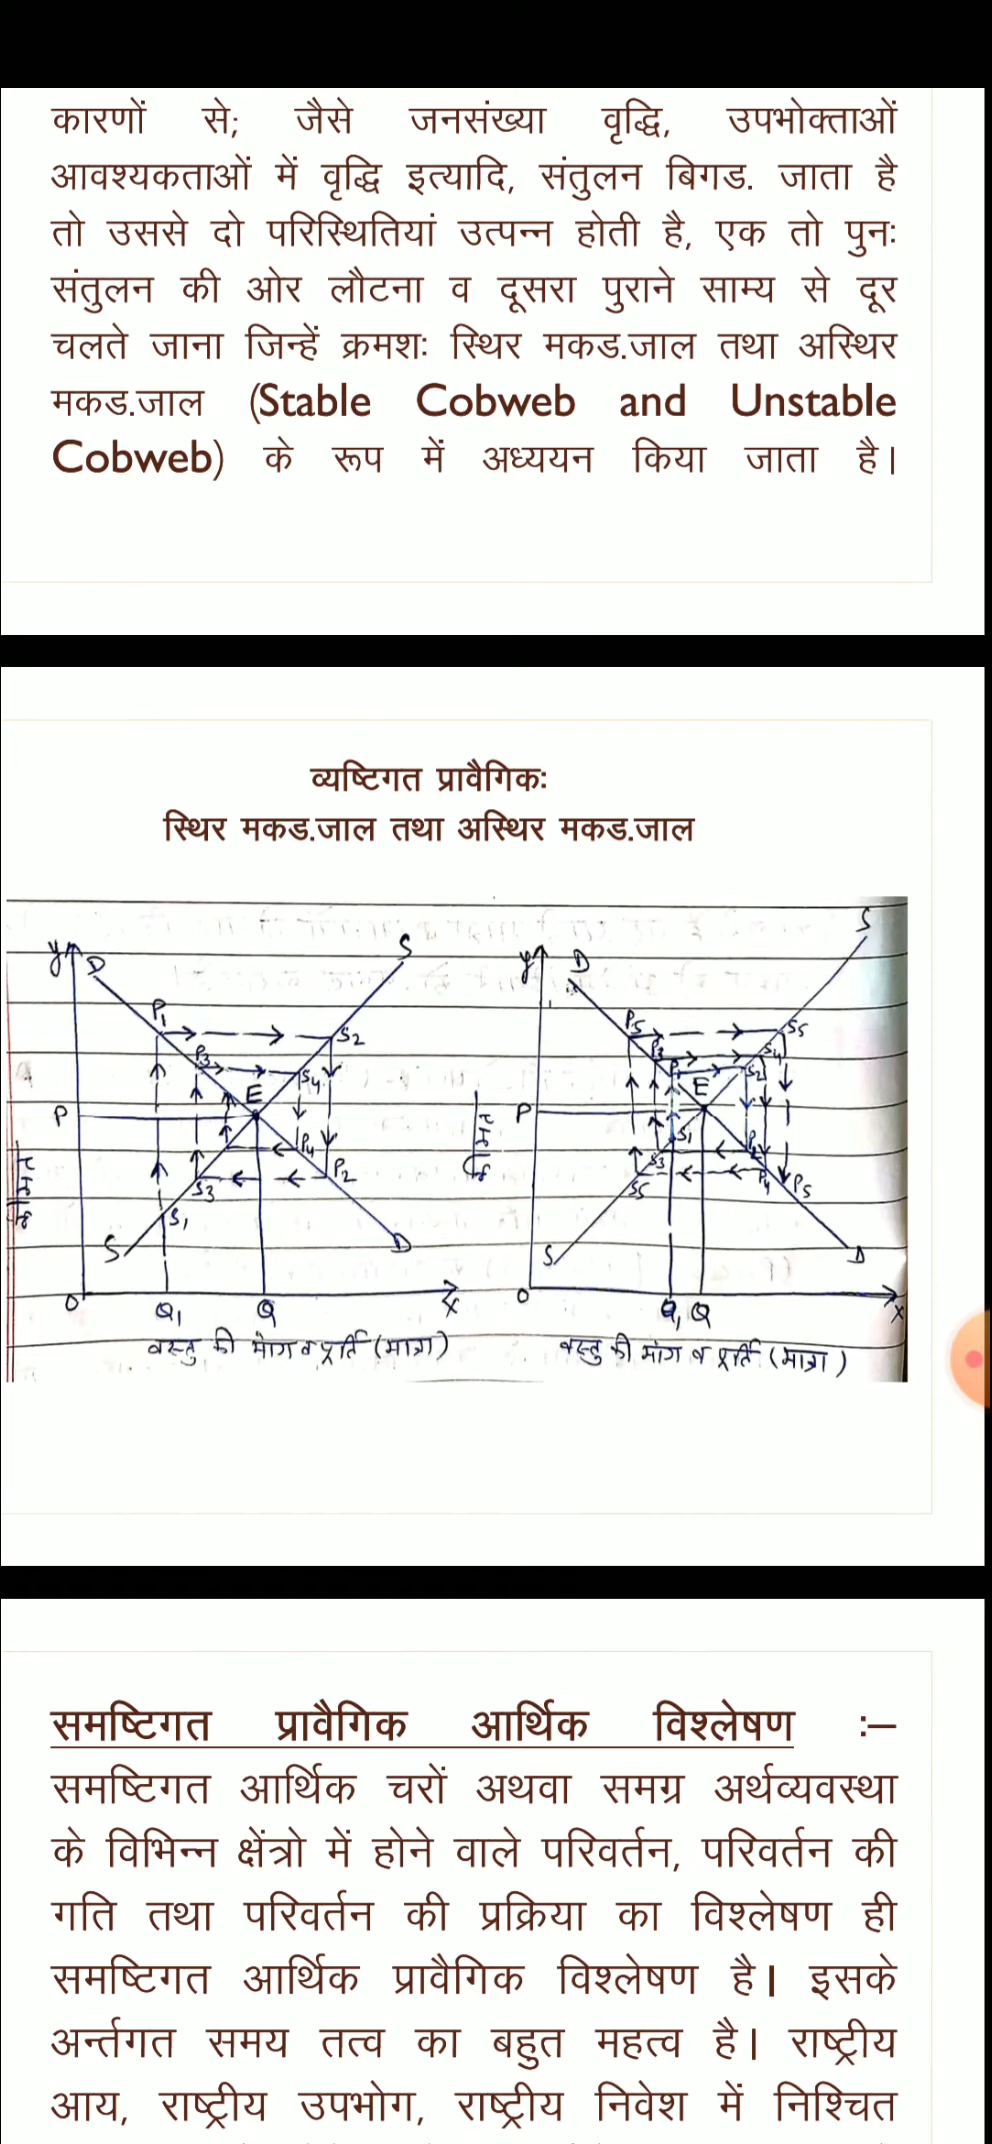 कारणों से; जैसे जनसंख्या वृद्धि, उपभोक्ताओं
आवश्यकताओं में वृद्धि इत्यादि, संतुलन बिगड. जाता है
तो उससे दो परिस्थितियां उत्पन्न होती है, एक तो पुनः
संतुलन की ओर लौटना व दूसरा पुराने साम्य से दूर
चलते जाना जिन्हें क्रमशः स्थिर मकड.जाल तथा अस्थिर
मकड.जाल (Stable Cobweb and Unstable
Cobweb) के रूप में अध्ययन किया जाता है।
व्यष्टिगत प्रावैगिकः
स्थिर मकड.जाल तथा अस्थिर मकड.जाल
y D S
P1 S2
P3 S4
E
P P4
P2
S3
S1
S D
कीमत
O Q1 Q X
वस्तु की मांग व पूर्ति (मात्रा)
y D S
P5 S5
P3 S4
P S2
E
P S1
S3 P4
S5 P5
S D
कीमत
O Q1 Q X
वस्तु की मांग व पूर्ति (मात्रा)
समष्टिगत प्रावैगिक आर्थिक विश्लेषण :–
समष्टिगत आर्थिक चरों अथवा समग्र अर्थव्यवस्था
के विभिन्न क्षेंत्रो में होने वाले परिवर्तन, परिवर्तन की
गति तथा परिवर्तन की प्रक्रिया का विश्लेषण ही
समष्टिगत आर्थिक प्रावैगिक विश्लेषण है। इसके
अर्न्तगत समय तत्व का बहुत महत्व है। राष्ट्रीय
आय, राष्ट्रीय उपभोग, राष्ट्रीय निवेश में निश्चित